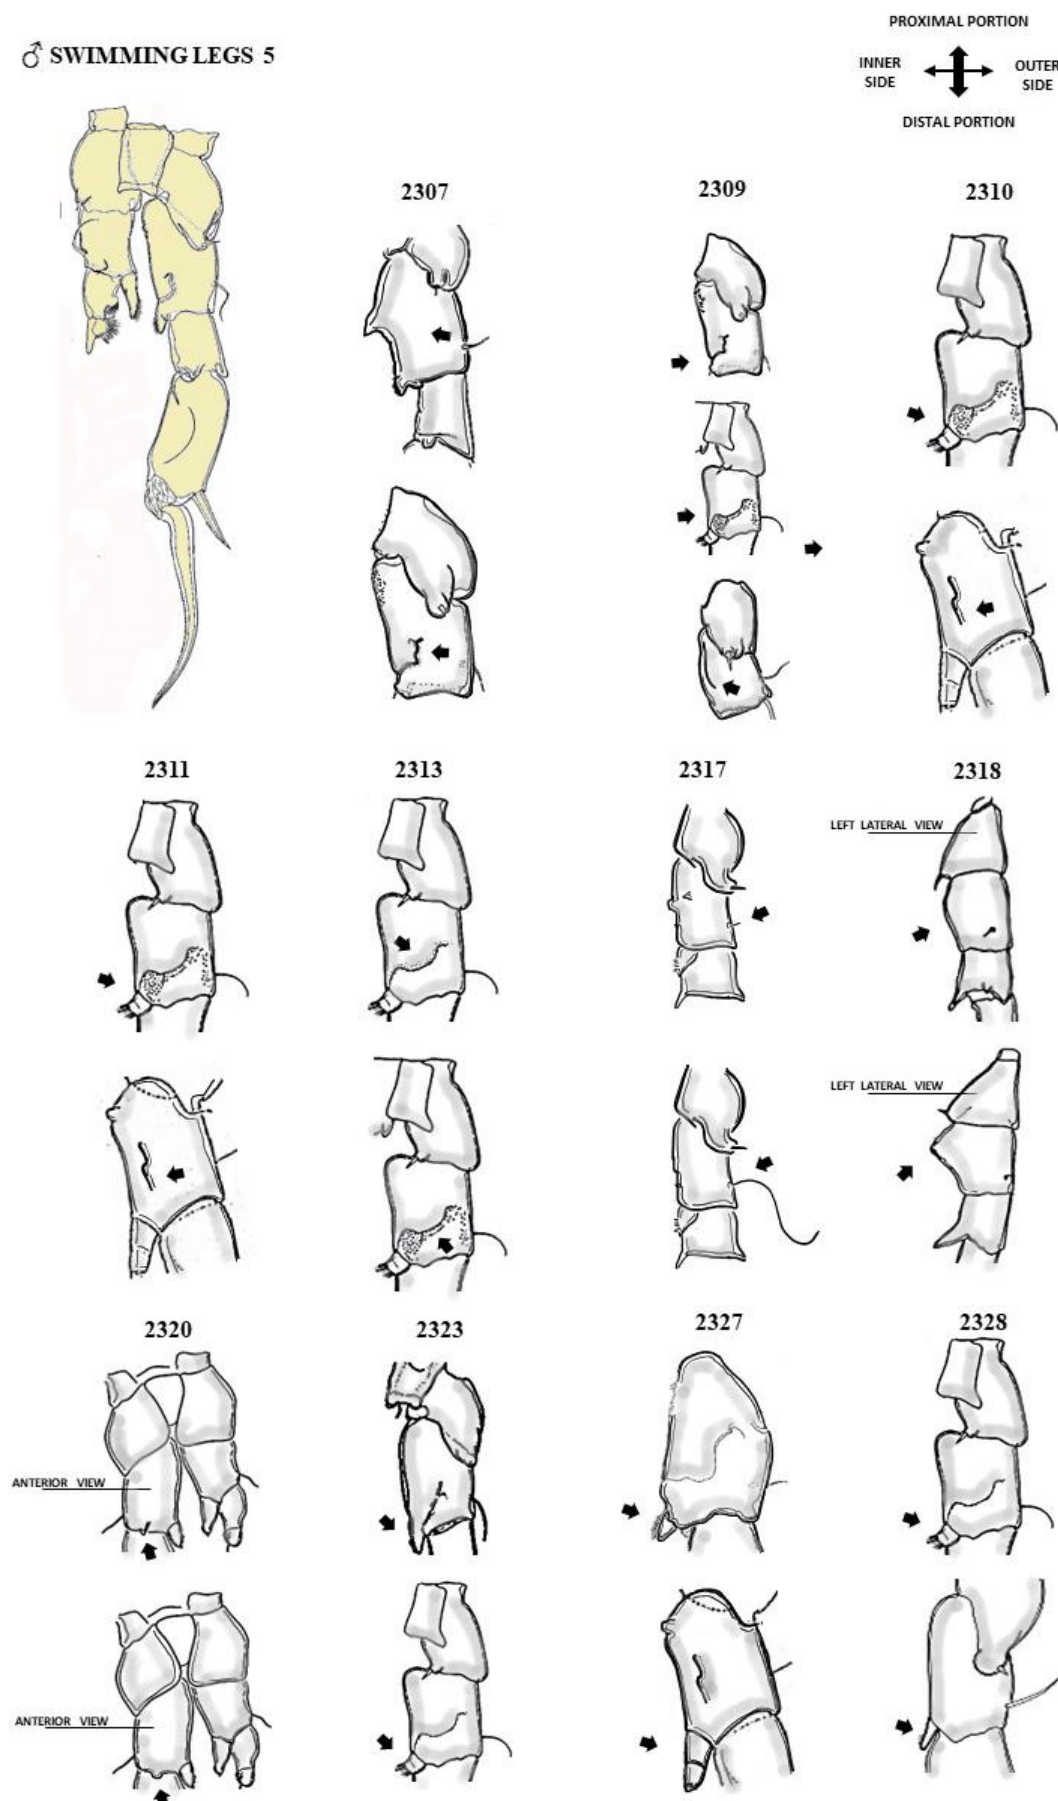 PROXIMAL PORTION
♂ SWIMMING LEGS 5
INNER SIDE
OUTER SIDE
DISTAL PORTION
2307
2309
2310
2311
2313
2317
2318
LEFT LATERAL VIEW
LEFT LATERAL VIEW
2320
2323
2327
2328
ANTERIOR VIEW
ANTERIOR VIEW